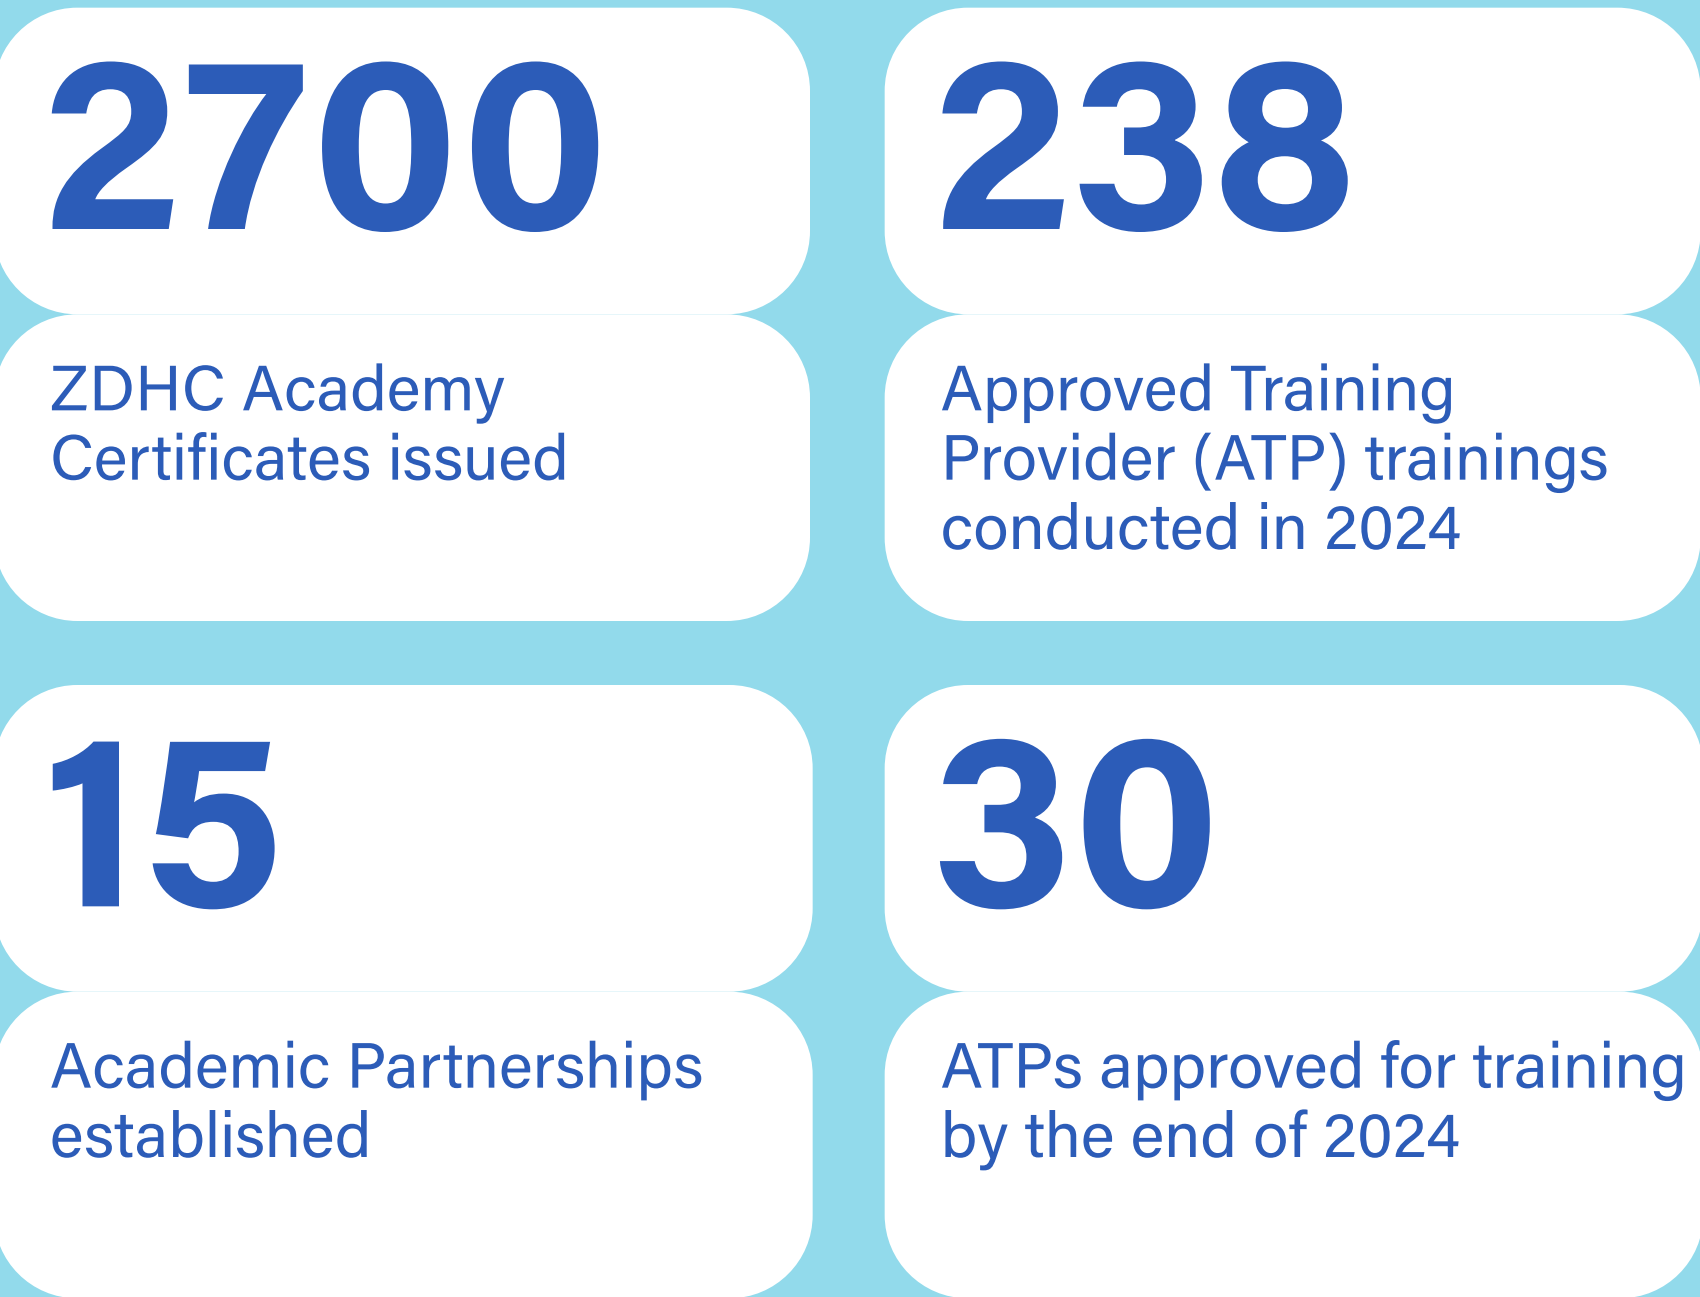 2700
ZDHC Academy
Certificates issued
238
Approved Training
Provider (ATP) trainings
conducted in 2024
15
Academic Partnerships
established
30
ATPs approved for training
by the end of 2024